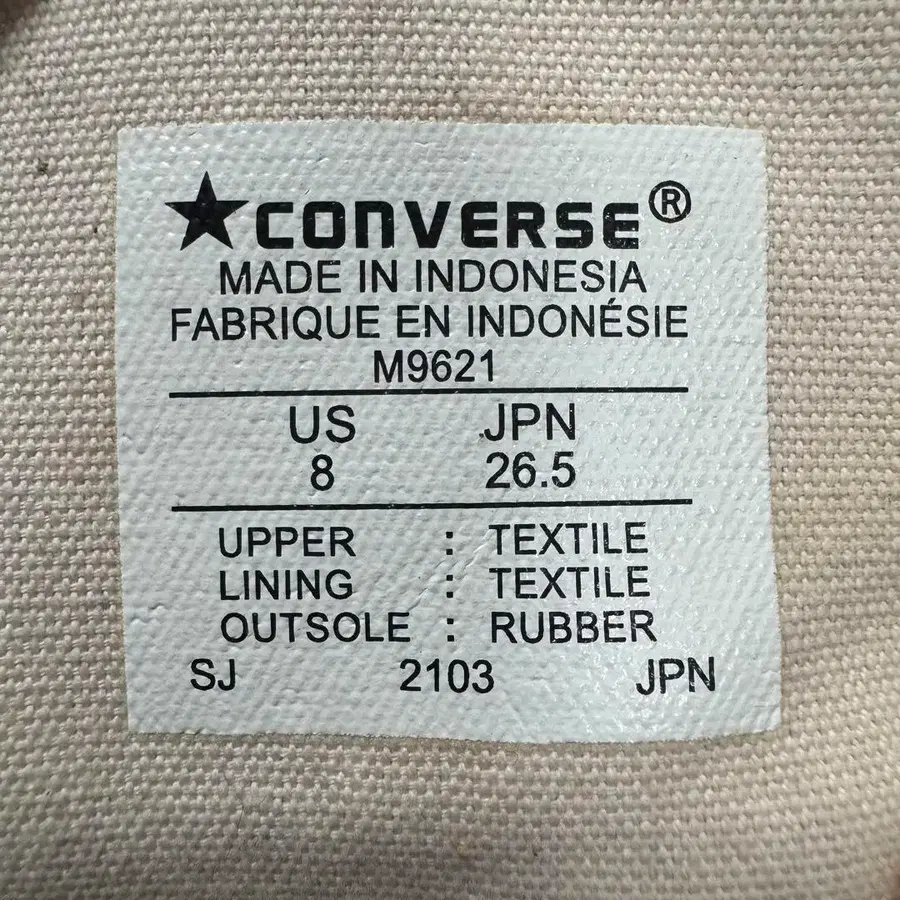 ★CONVERSE®
MADE IN INDONESIA
FABRIQUE EN INDONÉSIE
M9621
US JPN
8 26.5
UPPER : TEXTILE
LINING : TEXTILE
OUTSOLE : RUBBER
SJ 2103 JPN